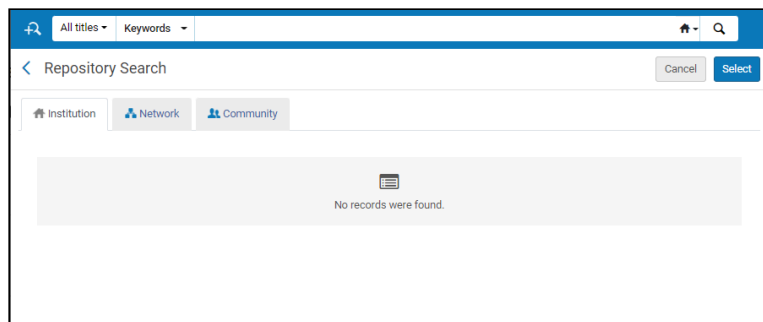 All titles Keywords
Repository Search Cancel Select
Institution Network Community
No records were found.